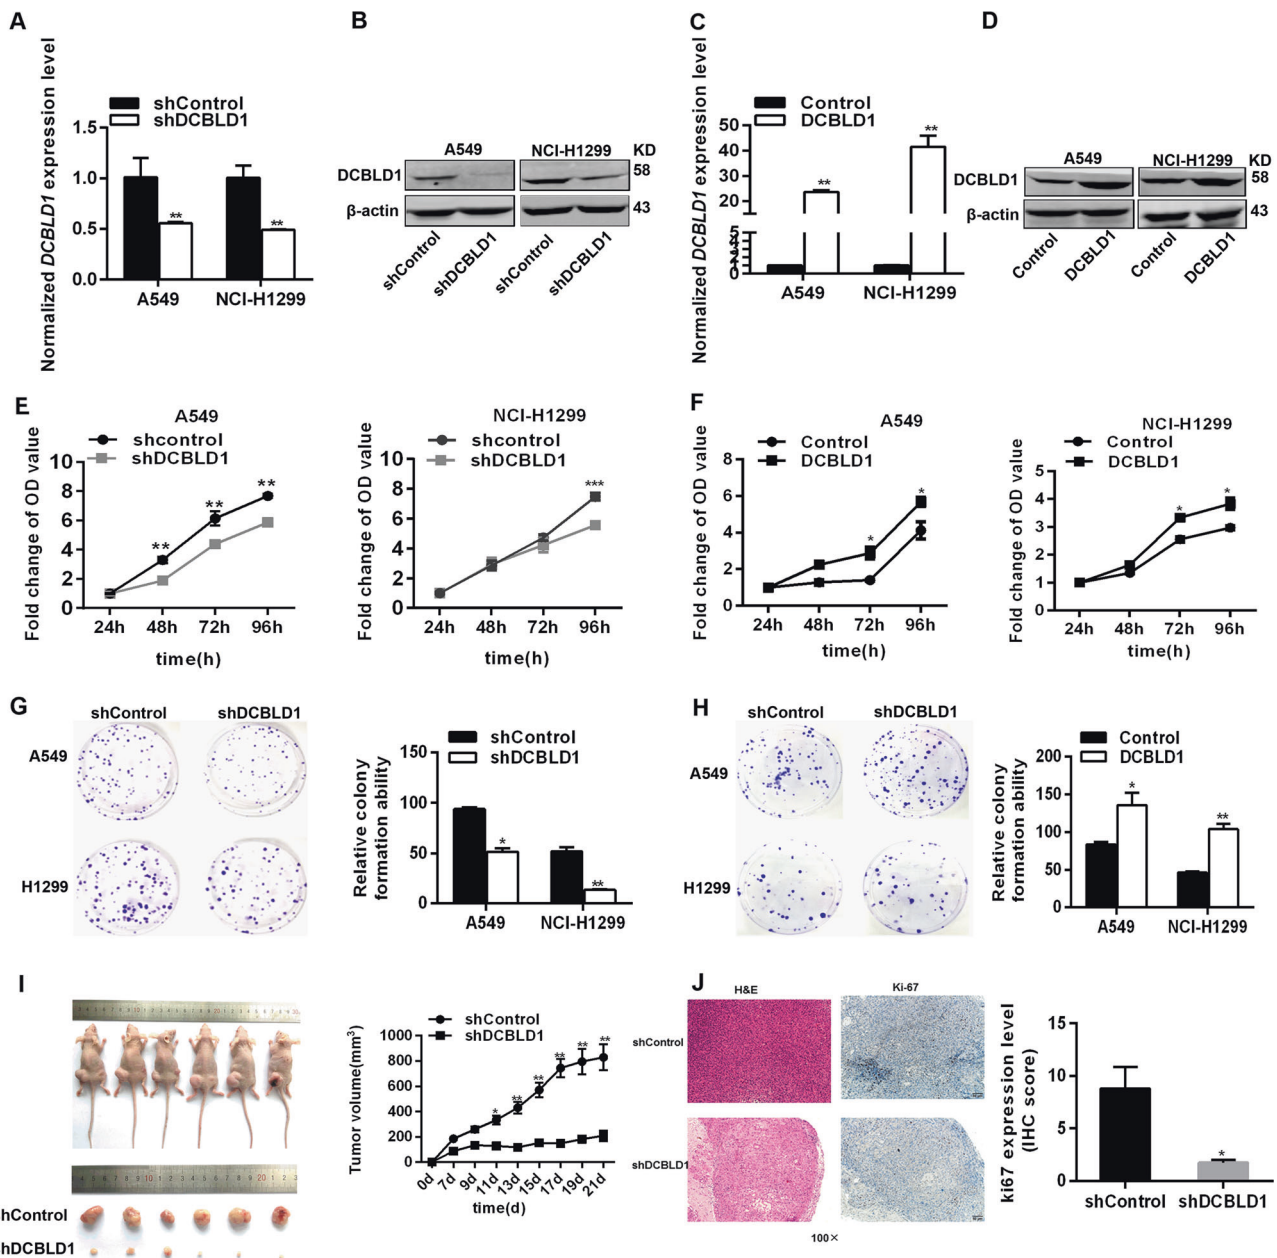 A
Normalized DCBLD1 expression level
shControl
shDCBLD1
1.5
1.0
0.5
0.0
**
**
A549
NCI-H1299
B
A549
NCI-H1299
KD
DCBLD1
58
β-actin
43
shControl
shDCBLD1
shControl
shDCBLD1
C
Normalized DCBLD1 expression level
Control
DCBLD1
50
40
30
20
5
4
3
2
1
0
**
**
A549
NCI-H1299
D
A549
NCI-H1299
KD
DCBLD1
58
β-actin
43
Control
DCBLD1
Control
DCBLD1
E
A549
shcontrol
shDCBLD1
Fold change of OD value
10
8
6
4
2
0
**
**
**
24h
48h
72h
96h
time(h)
NCI-H1299
shcontrol
shDCBLD1
Fold change of OD value
10
8
6
4
2
0
***
24h
48h
72h
96h
time(h)
F
A549
Control
DCBLD1
Fold change of OD value
8
6
4
2
0
*
*
24h
48h
72h
96h
time(h)
NCI-H1299
Control
DCBLD1
Fold change of OD value
5
4
3
2
1
0
*
*
24h
48h
72h
96h
time(h)
G
shControl
shDCBLD1
A549
H1299
shControl
shDCBLD1
Relative colony
formation ability
150
100
50
0
*
**
A549
NCI-H1299
H
shControl
shDCBLD1
A549
H1299
Control
DCBLD1
Relative colony
formation ability
200
150
100
50
0
*
**
A549
NCI-H1299
I
hControl
hDCBLD1
shControl
shDCBLD1
Tumor volume(mm3)
1000
800
600
400
200
0
*
**
**
**
**
**
0d
7d
9d
11d
13d
15d
17d
19d
21d
time(d)
J
H&E
Ki-67
shControl
shDCBLD1
100×
ki67 expression level
(IHC score)
15
10
5
0
*
shControl
shDCBLD1